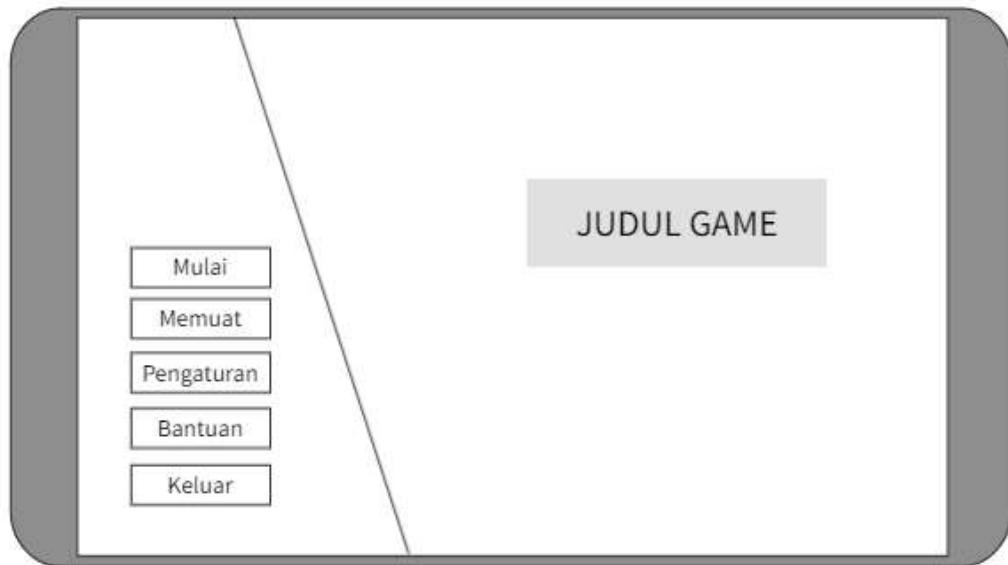 JUDUL GAME
Mulai
Memuat
Pengaturan
Bantuan
Keluar